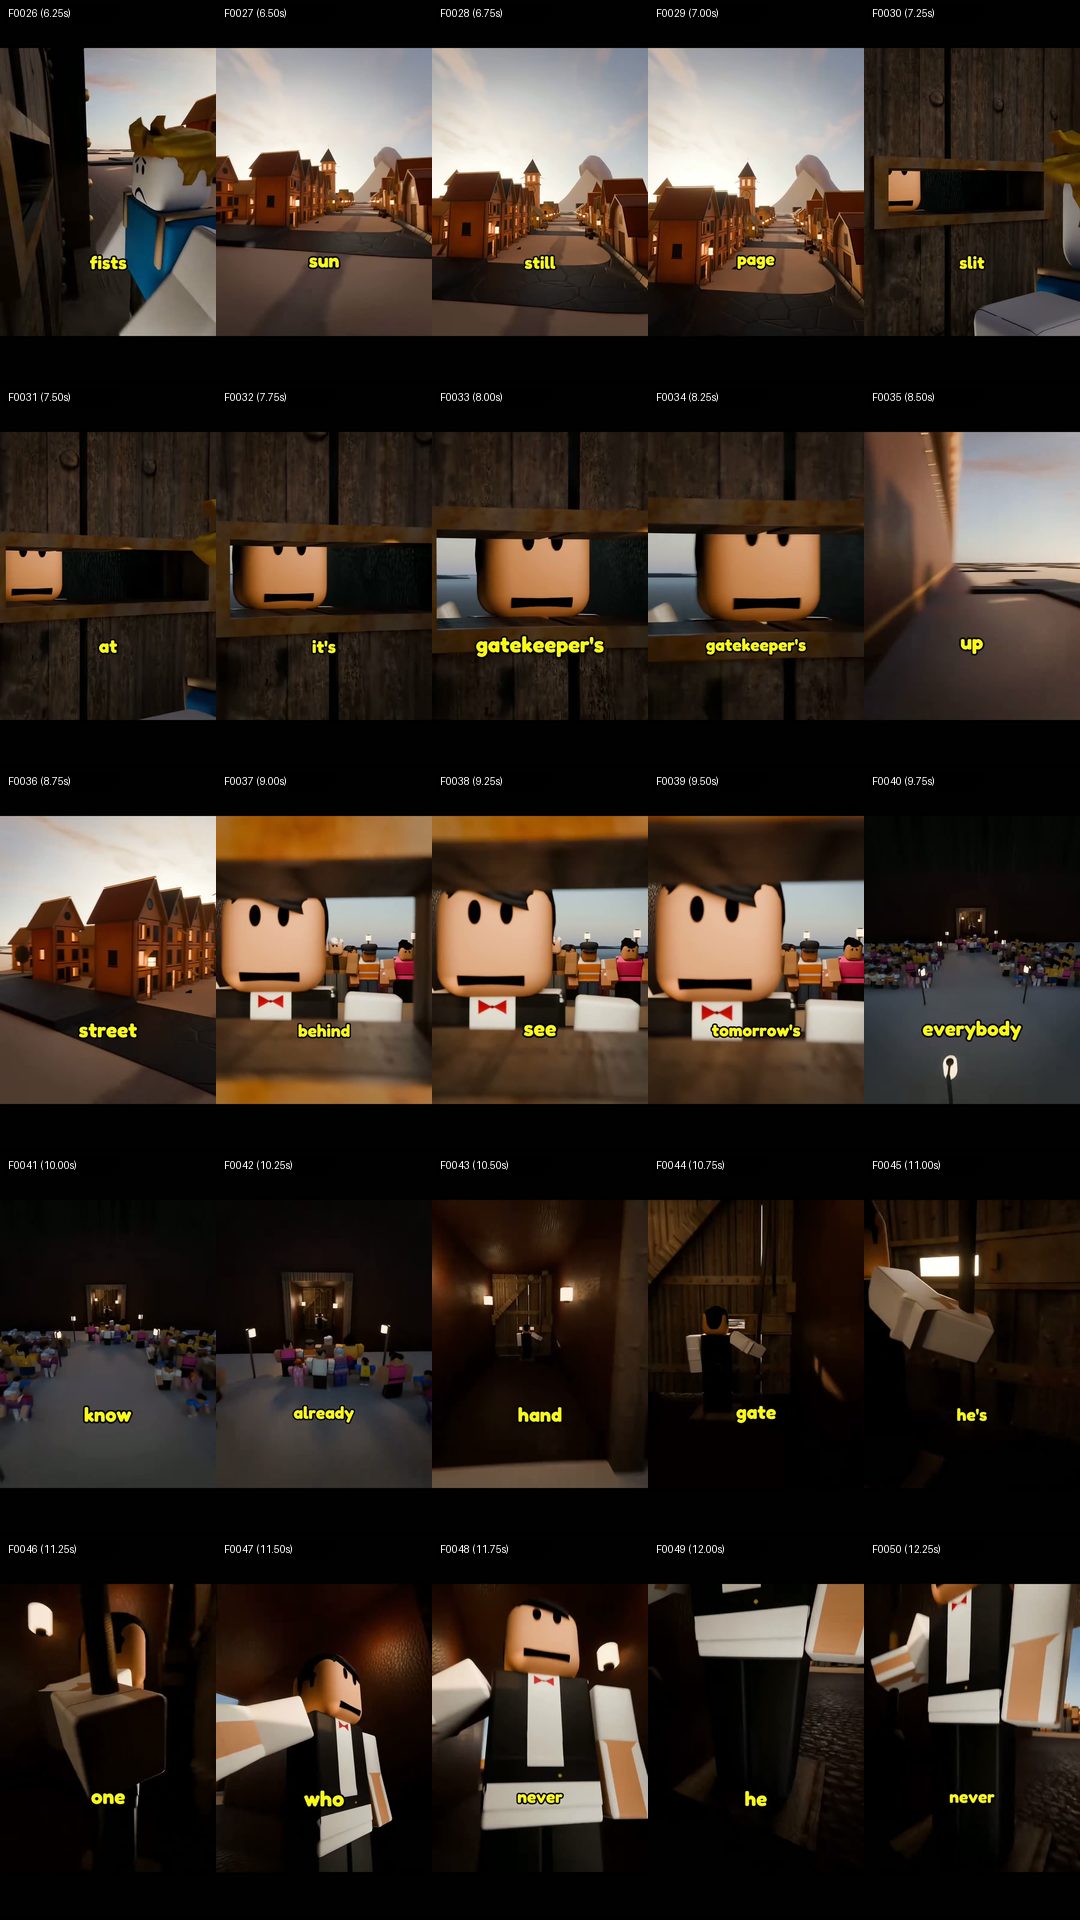 F0026 (6.25s)
F0027 (6.50s)
F0028 (6.75s)
F0029 (7.00s)
F0030 (7.25s)
fists
sun
still
page
slit
F0031 (7.50s)
F0032 (7.75s)
F0033 (8.00s)
F0034 (8.25s)
F0035 (8.50s)
at
it's
gatekeeper's
gatekeeper's
up
F0036 (8.75s)
F0037 (9.00s)
F0038 (9.25s)
F0039 (9.50s)
F0040 (9.75s)
street
behind
see
tomorrow's
everybody
F0041 (10.00s)
F0042 (10.25s)
F0043 (10.50s)
F0044 (10.75s)
F0045 (11.00s)
know
already
hand
gate
he's
F0046 (11.25s)
F0047 (11.50s)
F0048 (11.75s)
F0049 (12.00s)
F0050 (12.25s)
one
who
never
he
never